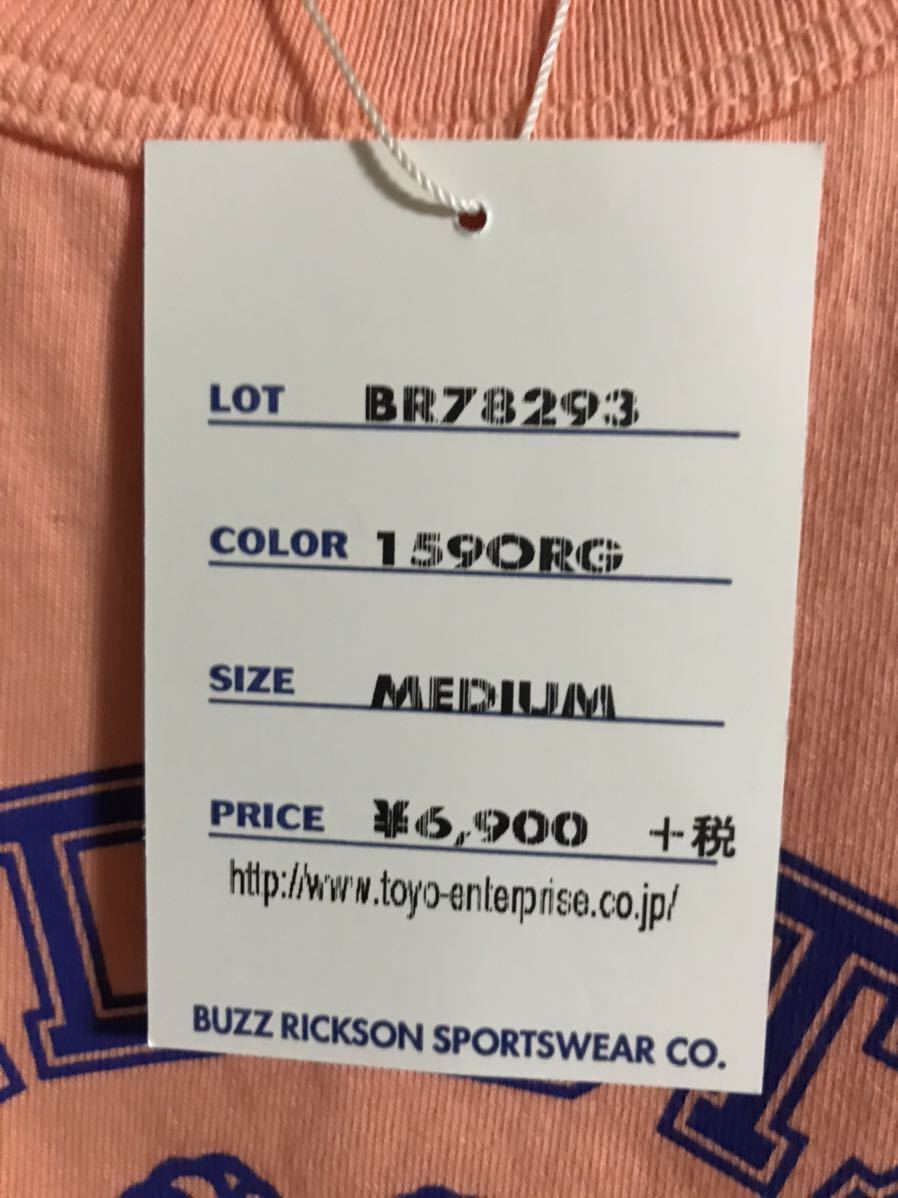 LOT BR78293
COLOR 159ORG
SIZE MEDIUM
PRICE ¥6,900 +税
http://www.toyo-enterprise.co.jp/
BUZZ RICKSON SPORTSWEAR CO.